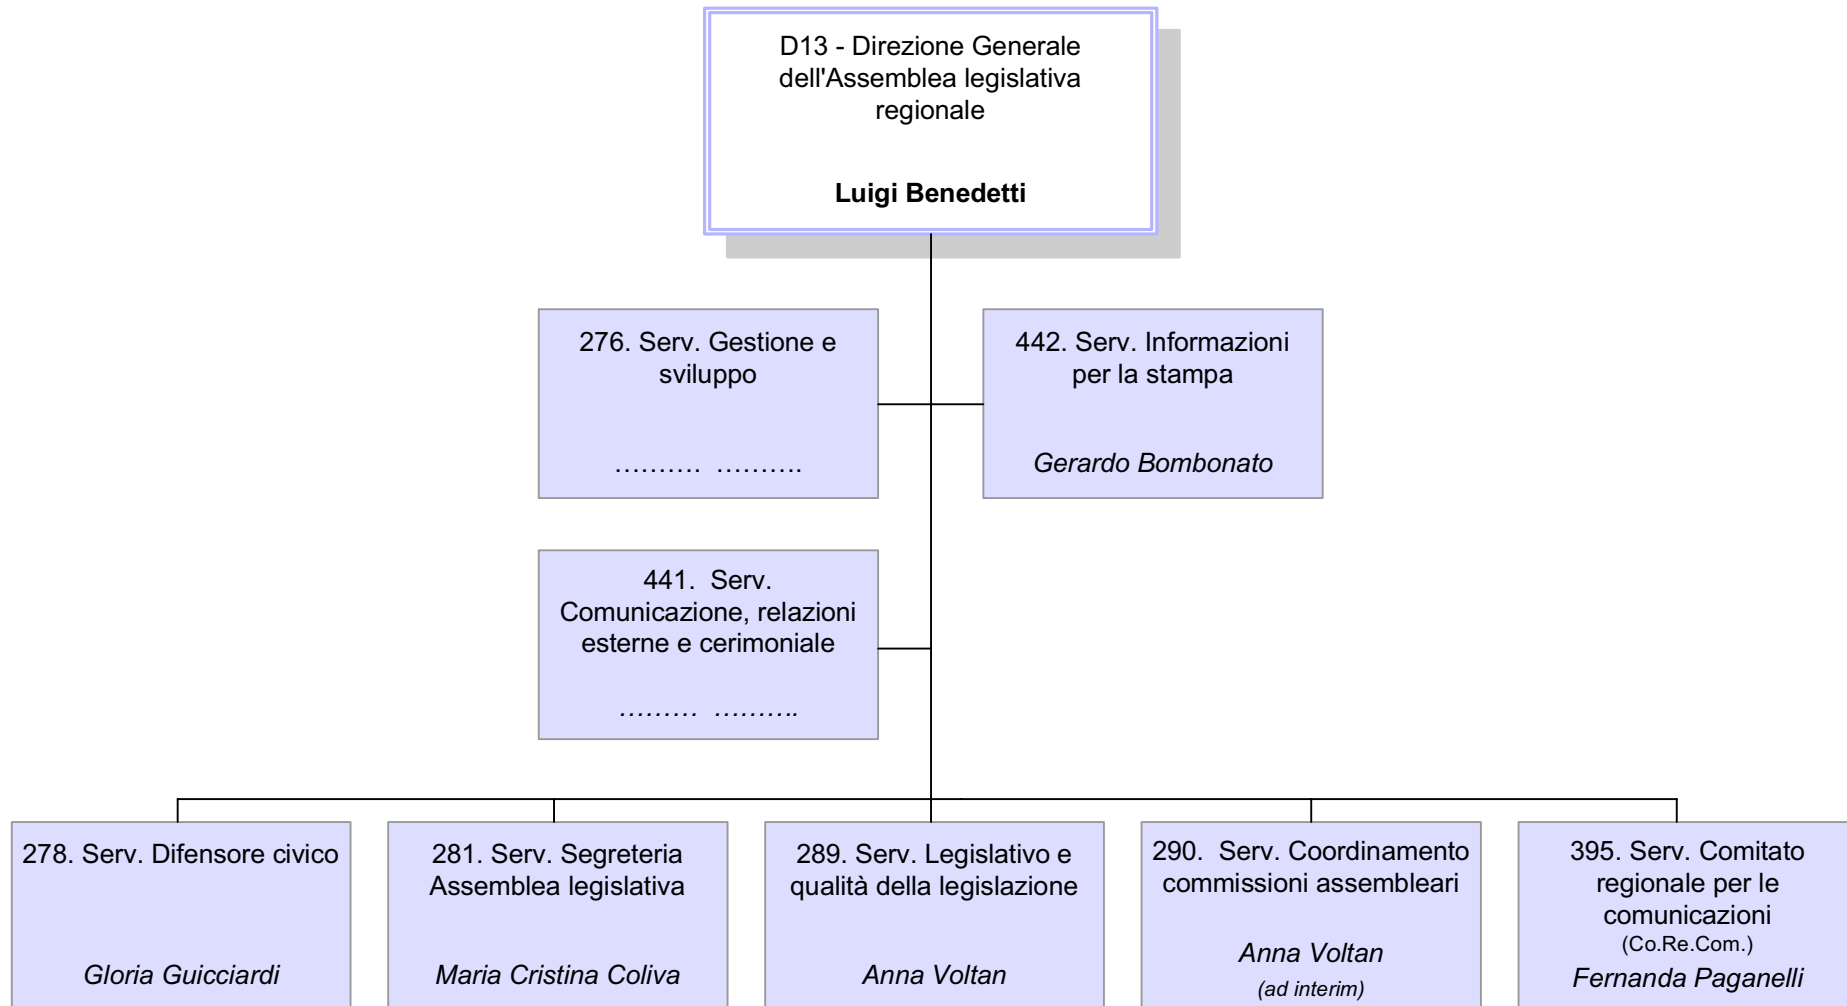 D13 - Direzione Generale
dell'Assemblea legislativa
regionale
Luigi Benedetti
276. Serv. Gestione e
sviluppo
………. ……….
442. Serv. Informazioni
per la stampa
Gerardo Bombonato
441.  Serv.
Comunicazione, relazioni
esterne e cerimoniale
……… ……….
278. Serv. Difensore civico
Gloria Guicciardi
281. Serv. Segreteria
Assemblea legislativa
Maria Cristina Coliva
289. Serv. Legislativo e
qualità della legislazione
Anna Voltan
290.  Serv. Coordinamento
commissioni assembleari
Anna Voltan
(ad interim)
395. Serv. Comitato
regionale per le
comunicazioni
(Co.Re.Com.)
Fernanda Paganelli